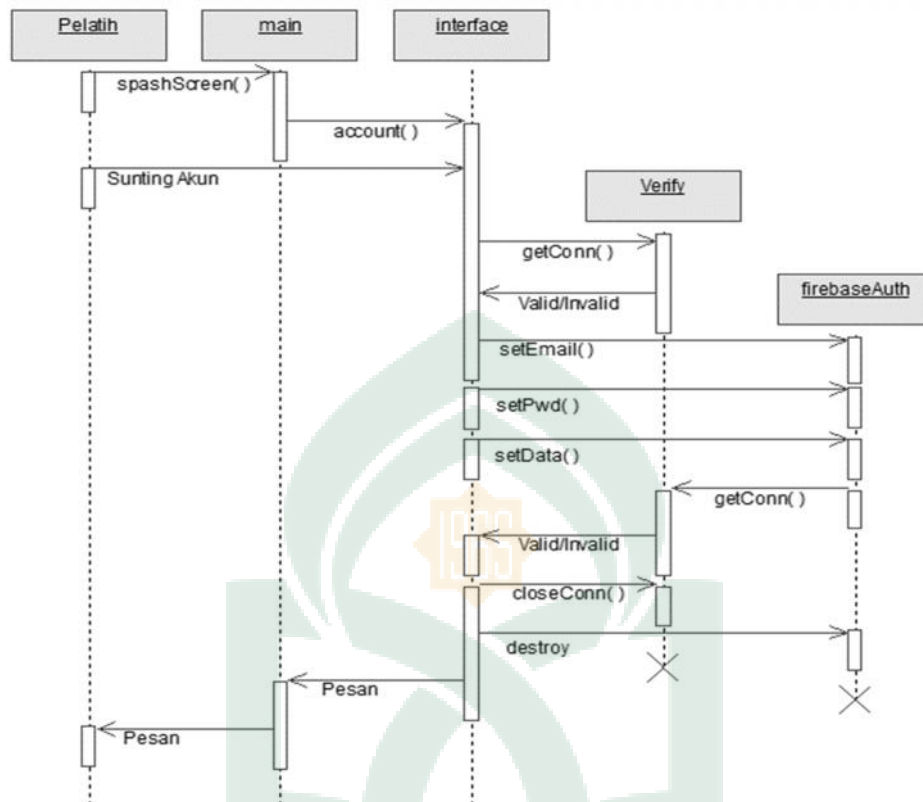 Pelatih
main
interface
spashScreen( )
account( )
Sunting Akun
Verify
getConn( )
Valid/Invalid
firebaseAuth
setEmail( )
setPwd( )
setData( )
getConn( )
Valid/Invalid
closeConn( )
destroy
Pesan
Pesan